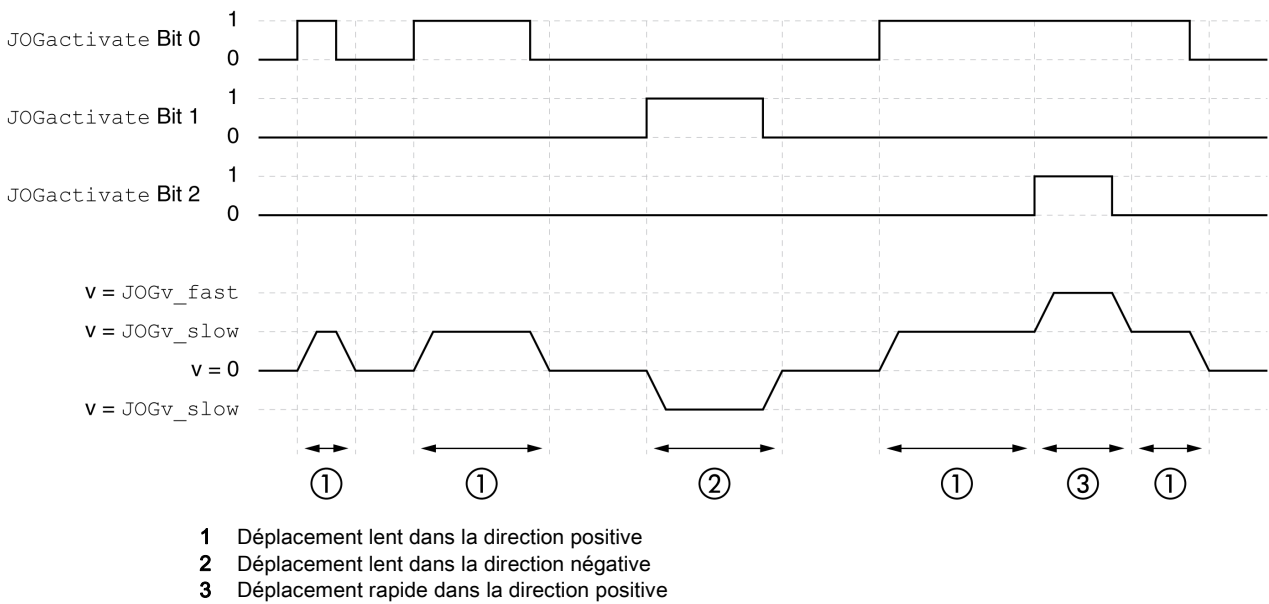 1
JOGactivate Bit 0
0
1
JOGactivate Bit 1
0
1
JOGactivate Bit 2
0
v = JOGv_fast
v = JOGv_slow
v = 0
v = JOGv_slow
① ① ② ① ③ ①
1 Déplacement lent dans la direction positive
2 Déplacement lent dans la direction négative
3 Déplacement rapide dans la direction positive